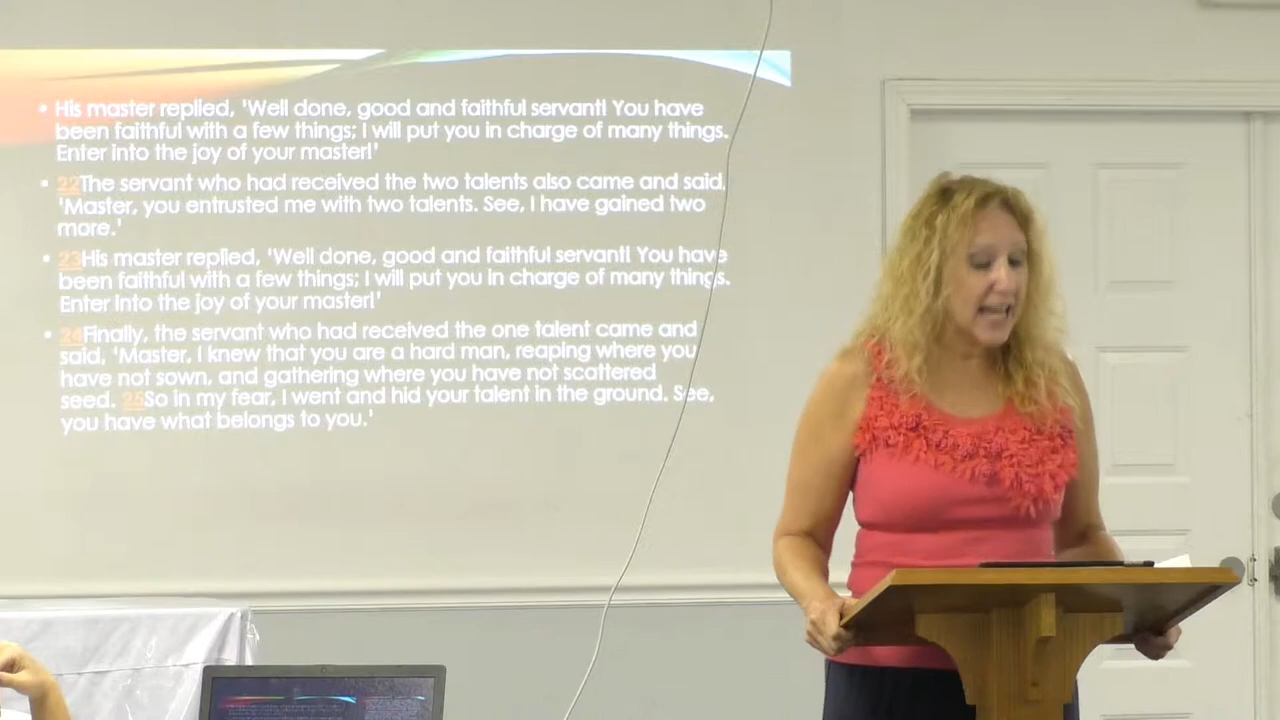 • His master replied, 'Well done, good and faithful servant! You have
been faithful with a few things; I will put you in charge of many things.
Enter into the joy of your master!'
• 22The servant who had received the two talents also came and said,
'Master, you entrusted me with two talents. See, I have gained two
more.'
• 23His master replied, 'Well done, good and faithful servant! You have
been faithful with a few things; I will put you in charge of many things.
Enter into the joy of your master!'
• 24Finally, the servant who had received the one talent came and
said, 'Master, I knew that you are a hard man, reaping where you
have not sown, and gathering where you have not scattered
seed. 25So in my fear, I went and hid your talent in the ground. See,
you have what belongs to you.'